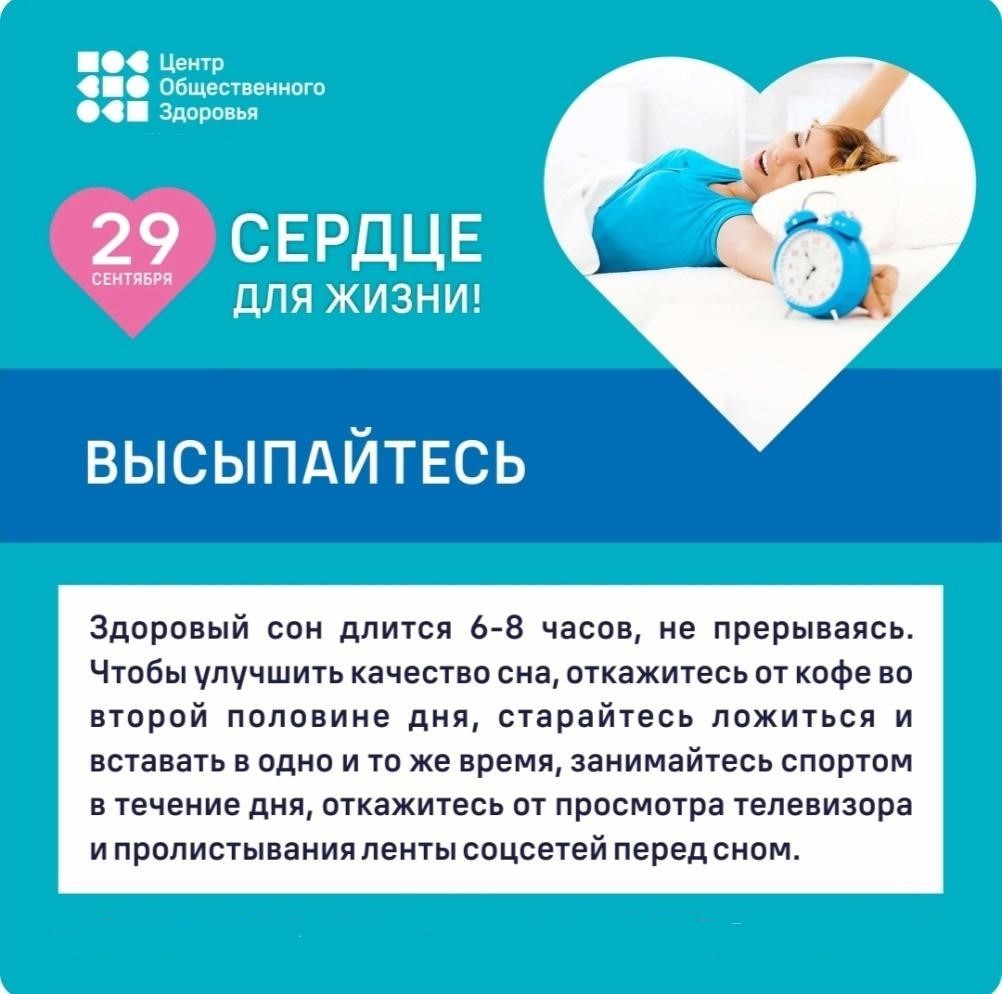 Центр
Общественного
Здоровья
29
СЕНТЯБРЯ
СЕРДЦЕ
ДЛЯ ЖИЗНИ!
ВЫСЫПАЙТЕСЬ
Здоровый сон длится 6-8 часов, не прерываясь.
Чтобы улучшить качество сна, откажитесь от кофе во
второй половине дня, старайтесь ложиться и
вставать в одно и то же время, занимайтесь спортом
в течение дня, откажитесь от просмотра телевизора
и пролистывания ленты соцсетей перед сном.